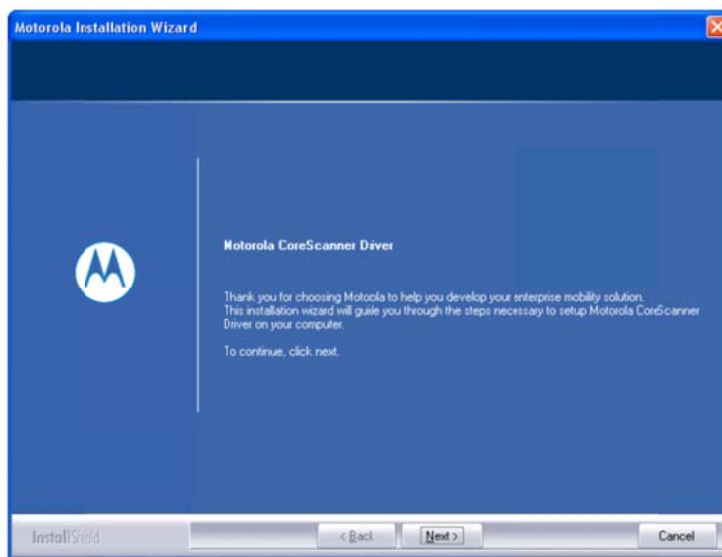 Motorola Installation Wizard
Motorola CoreScanner Driver
Thank you for choosing Motorola to help you develop your enterprise mobility solution.
This installation wizard will guide you through the steps necessary to setup Motorola CoreScanner
Driver on your computer.
To continue, click next.
InstallShield
< Back
Next >
Cancel